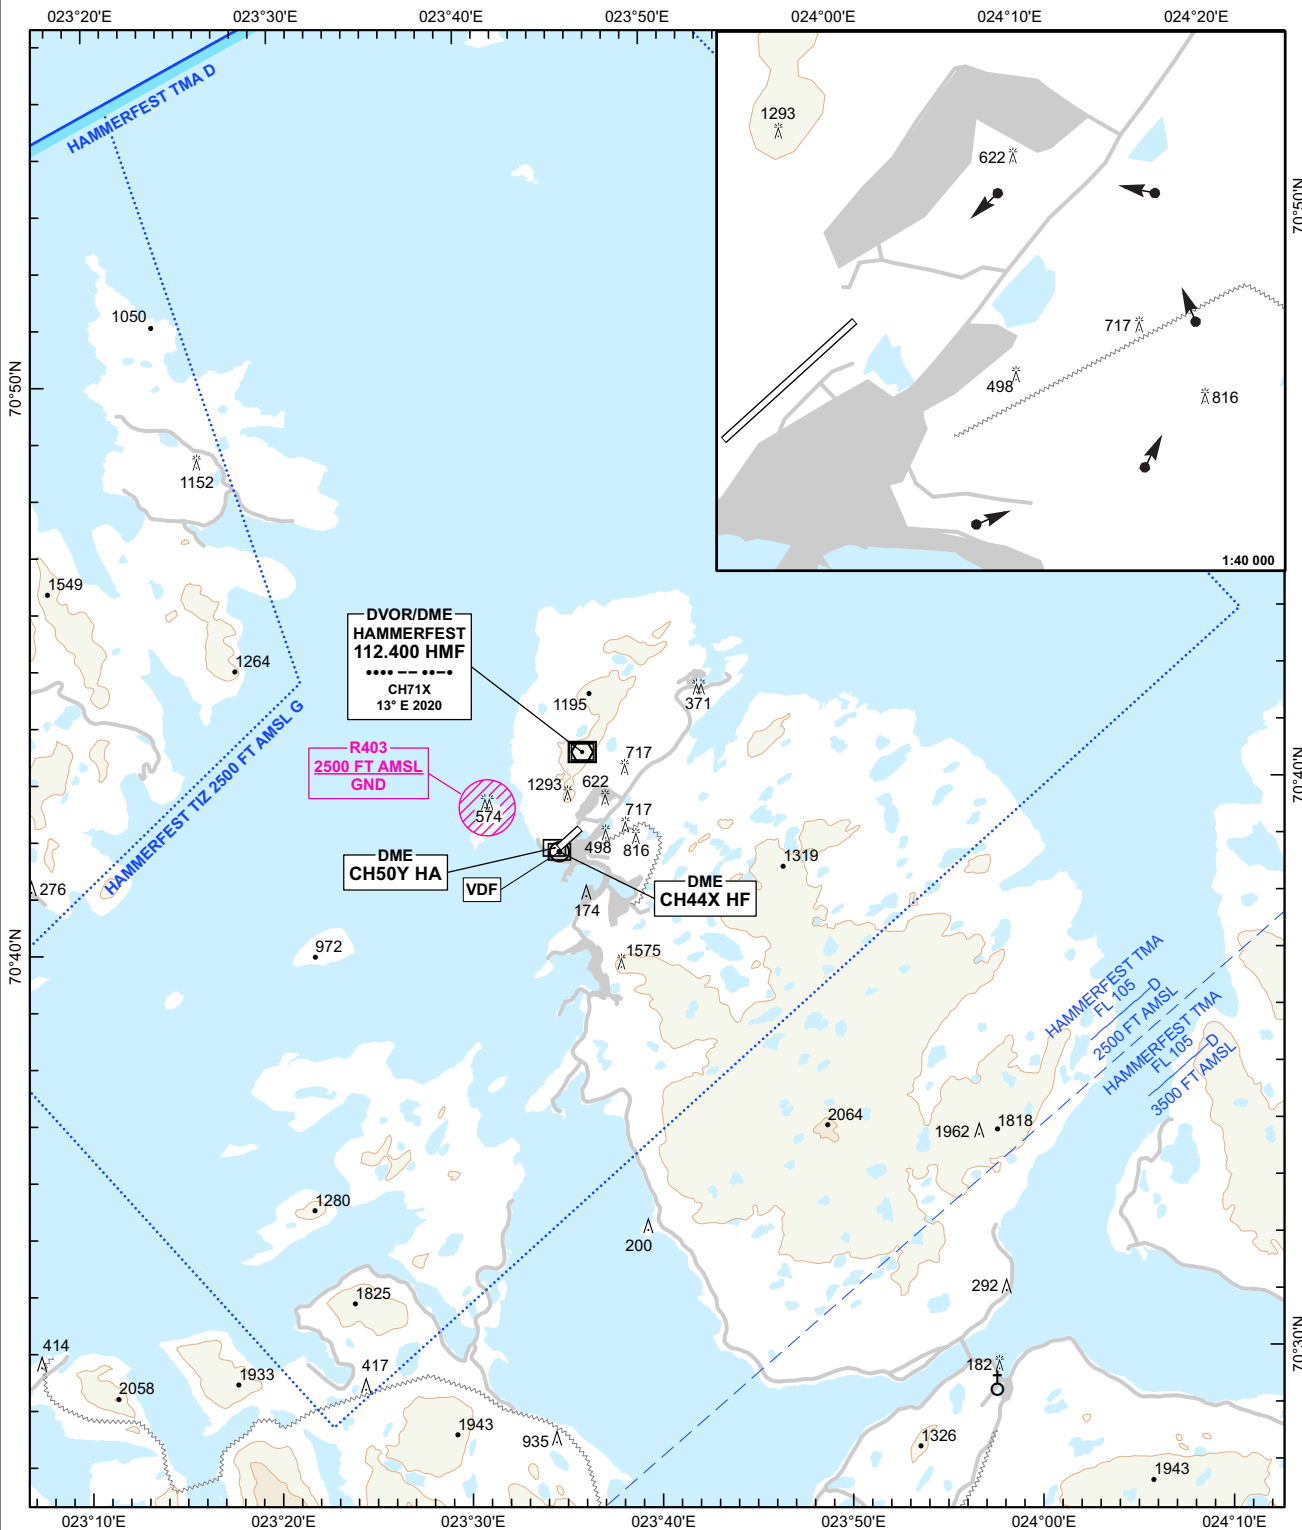 023°20'E
023°30'E
023°40'E
023°50'E
024°00'E
024°10'E
024°20'E
HAMMERFEST TMA D
1293
622
717
498
816
1:40 000
70°50'N
1050
70°50'N
1152
1549
1264
DVOR/DME
HAMMERFEST
112.400 HMF
CH71X
13° E 2020
1195
371
HAMMERFEST TIZ 2500 FT AMSL G
R403
2500 FT AMSL
GND
717
1293
622
574
717
498
816
70°40'N
DME
CH50Y HA
VDF
DME
CH44X HF
1319
276
174
972
1575
70°40'N
HAMMERFEST TMA
FL 105
D
2500 FT AMSL
HAMMERFEST TMA
FL 105
D
3500 FT AMSL
2064
1962
1818
1280
200
292
1825
414
417
182
70°30'N
1933
2058
1943
935
1326
1943
023°10'E
023°20'E
023°30'E
023°40'E
023°50'E
024°00'E
024°10'E